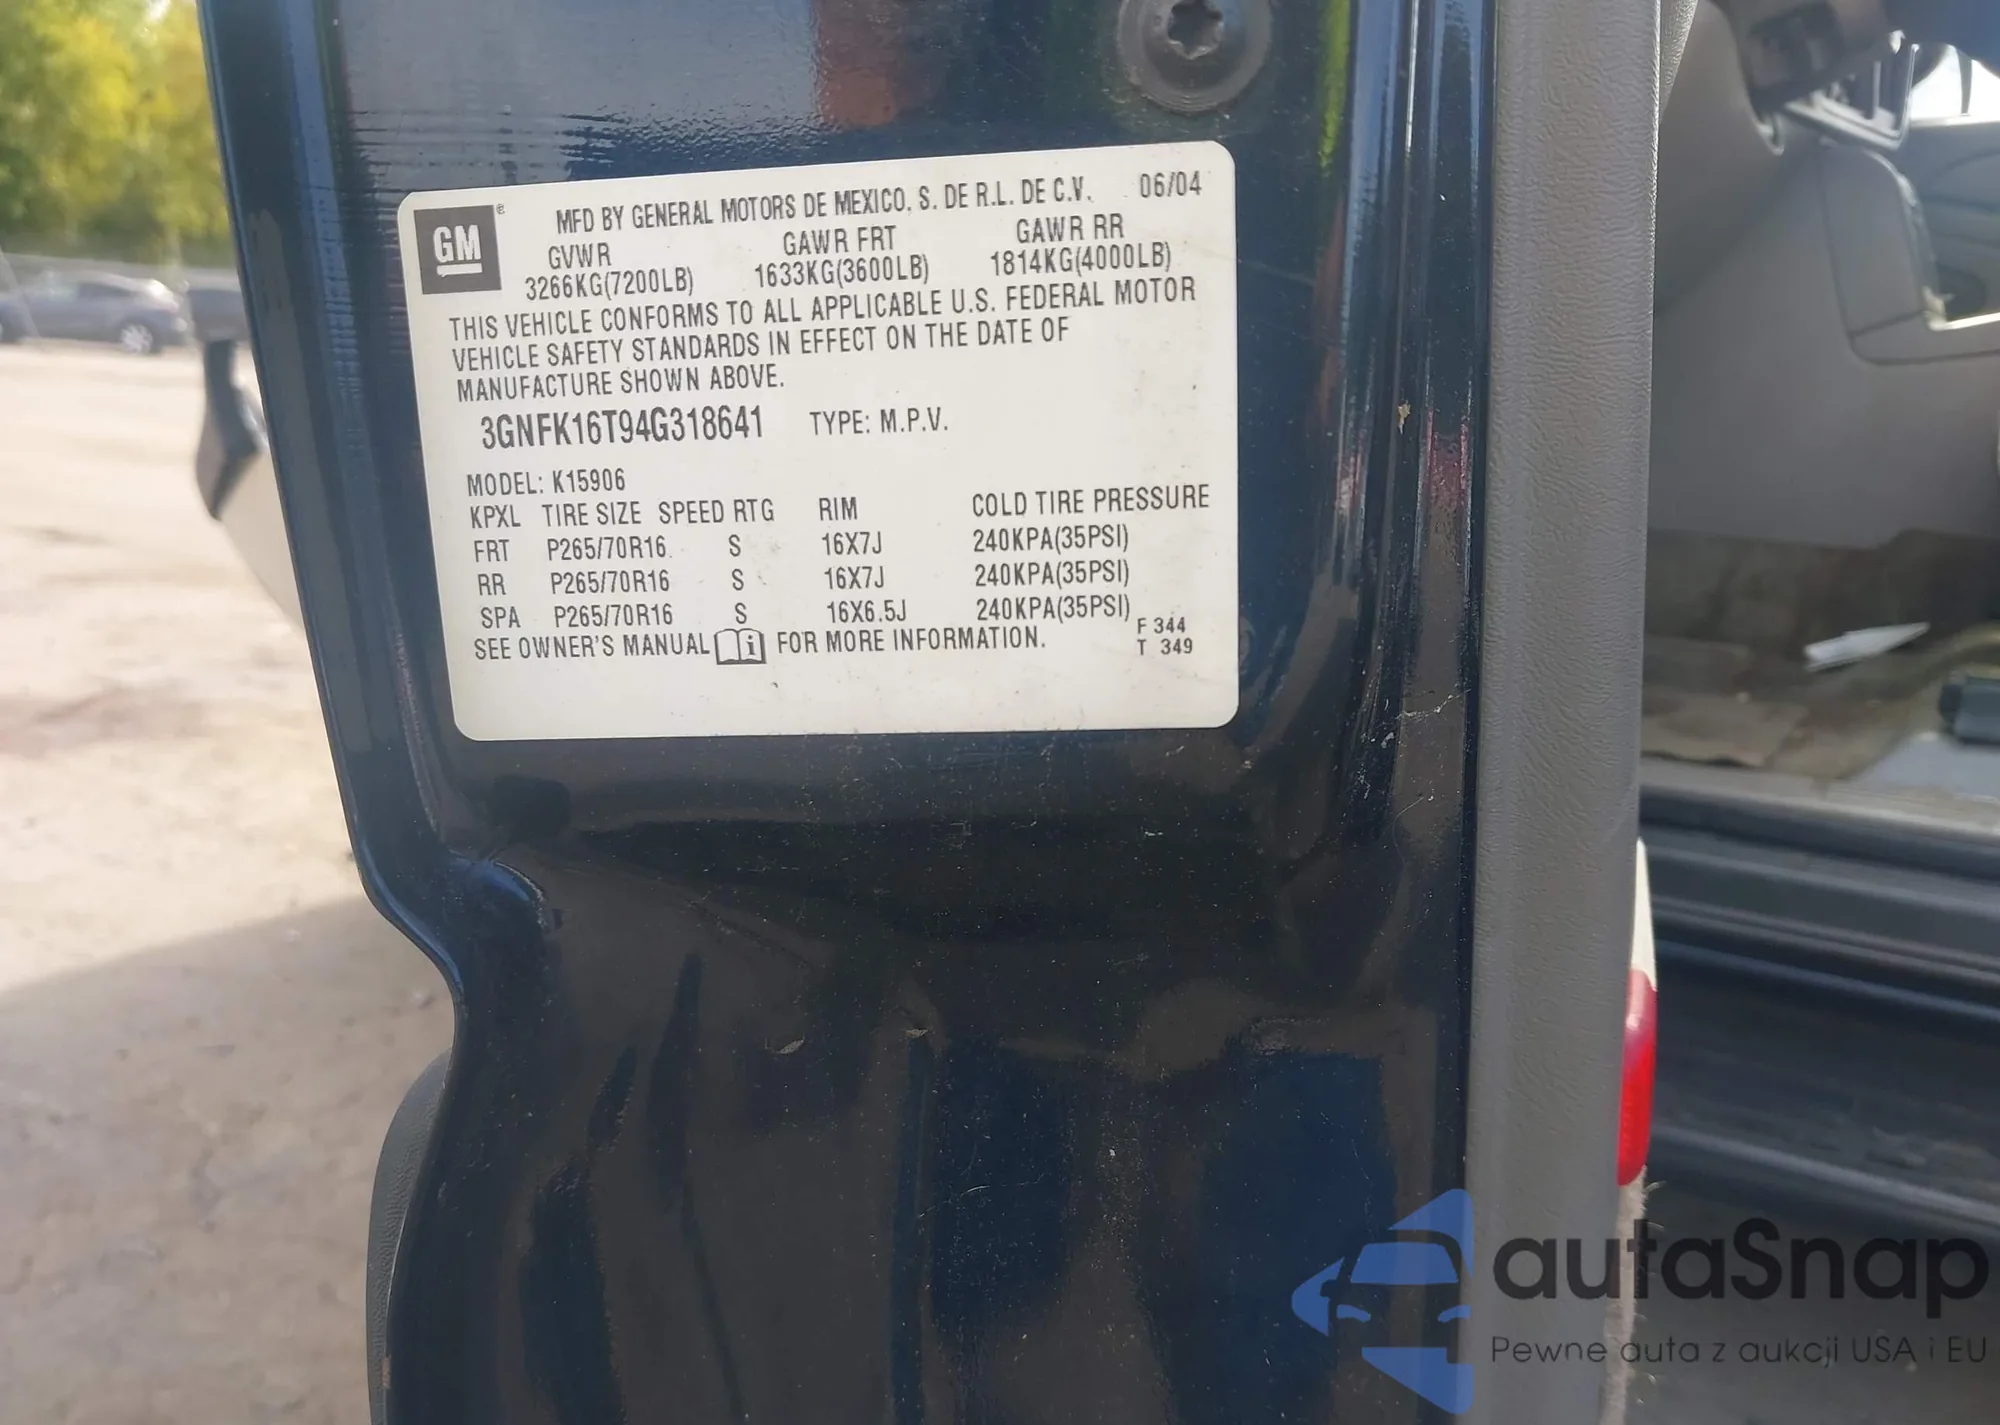 GM ®
MFD BY GENERAL MOTORS DE MEXICO, S. DE R.L. DE C.V. 06/04
GVWR GAWR FRT GAWR RR
3266KG(7200LB) 1633KG(3600LB) 1814KG(4000LB)
THIS VEHICLE CONFORMS TO ALL APPLICABLE U.S. FEDERAL MOTOR
VEHICLE SAFETY STANDARDS IN EFFECT ON THE DATE OF
MANUFACTURE SHOWN ABOVE.
3GNFK16T94G318641 TYPE: M.P.V.
MODEL: K15906
KPXL TIRE SIZE SPEED RTG RIM COLD TIRE PRESSURE
FRT P265/70R16 S 16X7J 240KPA(35PSI)
RR P265/70R16 S 16X7J 240KPA(35PSI)
SPA P265/70R16 S 16X6.5J 240KPA(35PSI)
SEE OWNER'S MANUAL i FOR MORE INFORMATION.
F 344
T 349
autaSnap
Pewne auta z aukcji USA i EU